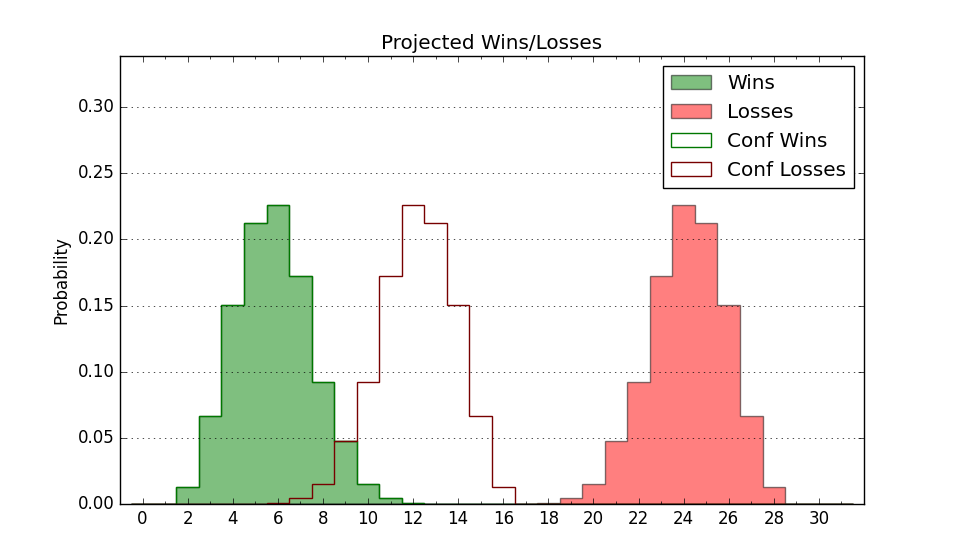 Projected Wins/Losses
Wins
Losses
Conf Wins
Conf Losses
Probability
0.30
0.25
0.20
0.15
0.10
0.05
0.00
0 2 4 6 8 10 12 14 16 18 20 22 24 26 28 30